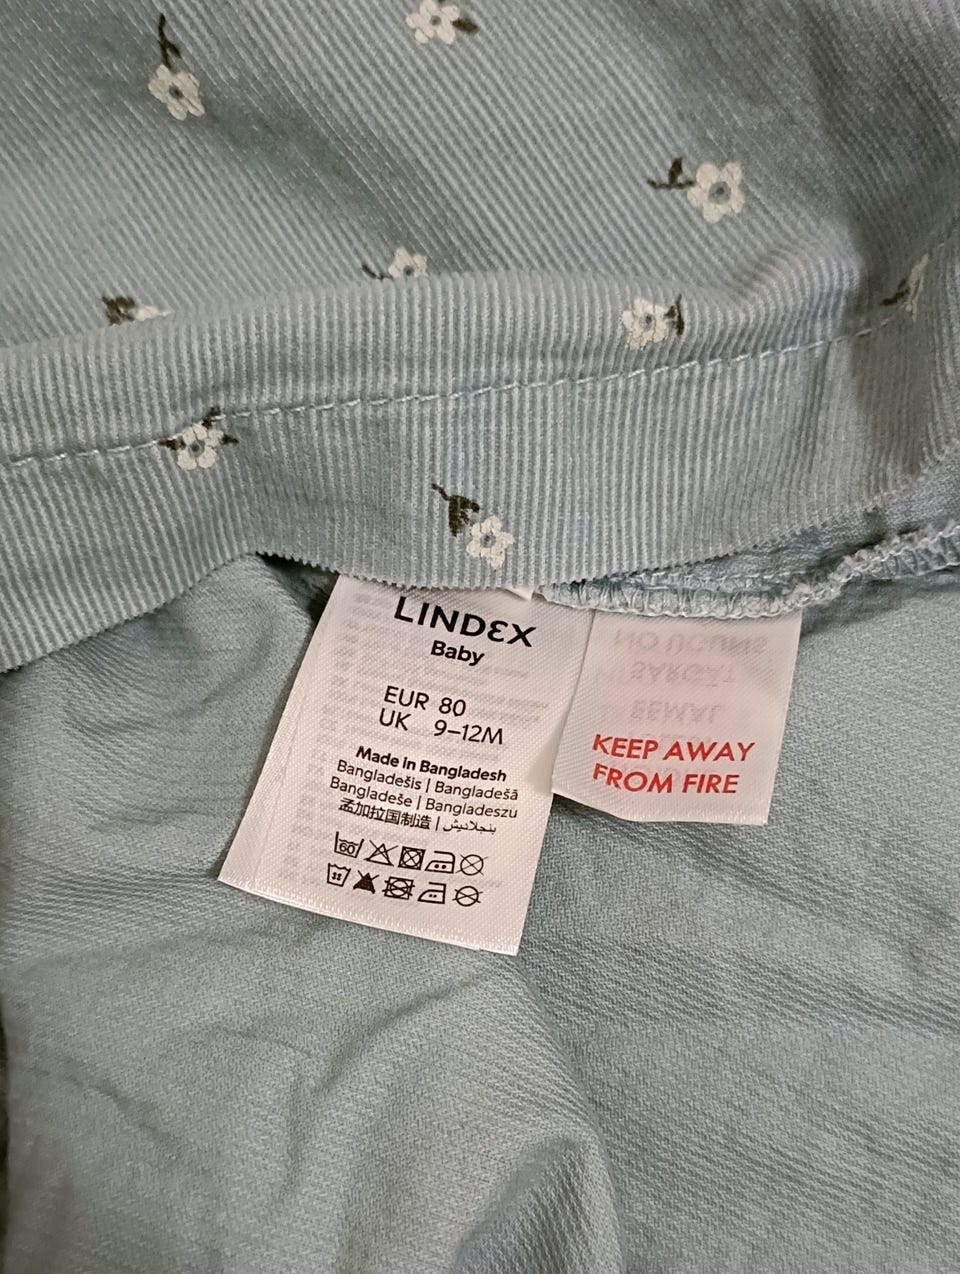 LINDEX
Baby
EUR 80
UK 9–12M
Made in Bangladesh
Bangladešis | Bangladešā
Bangladeše | Bangladeszu
孟加拉国制造 | بنجلاديش
60
KEEP AWAY
FROM FIRE